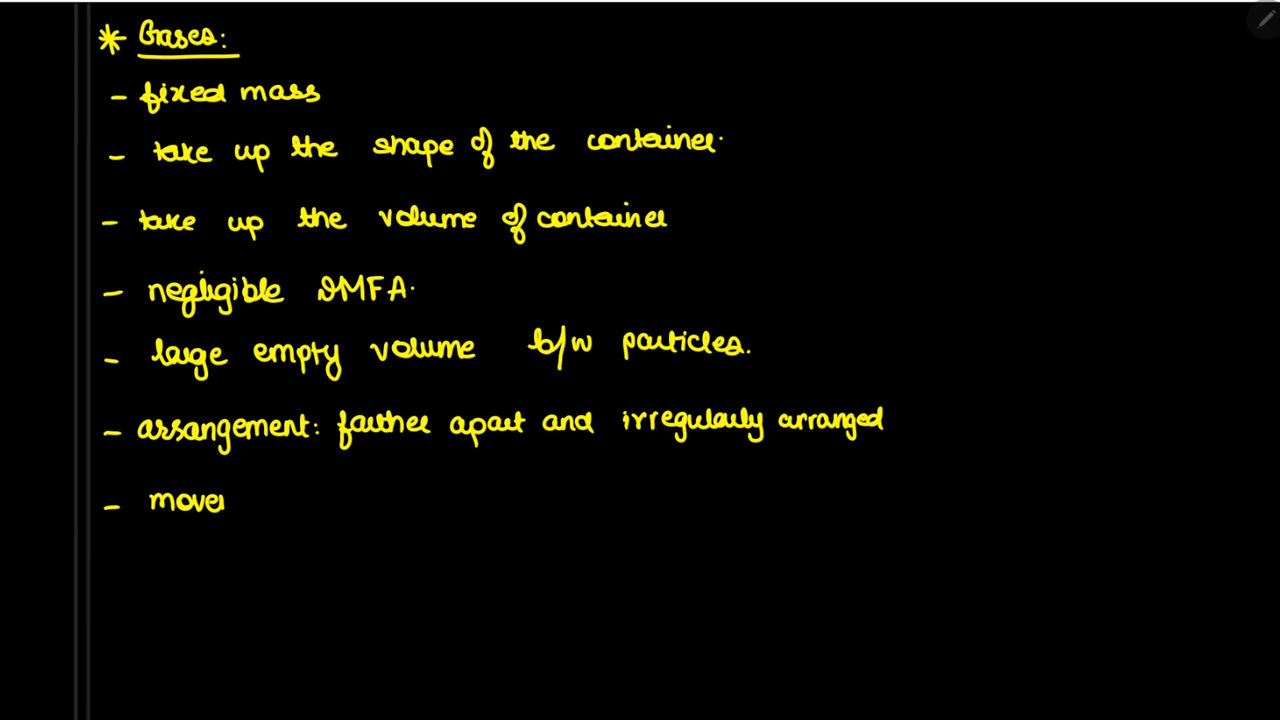 * Gases:
- fixed mass
- take up the shape of the container.
- take up the volume of container
- negligible IMFA.
- large empty volume b/w particles.
- arrangement: farther apart and irregularly arranged
- mover